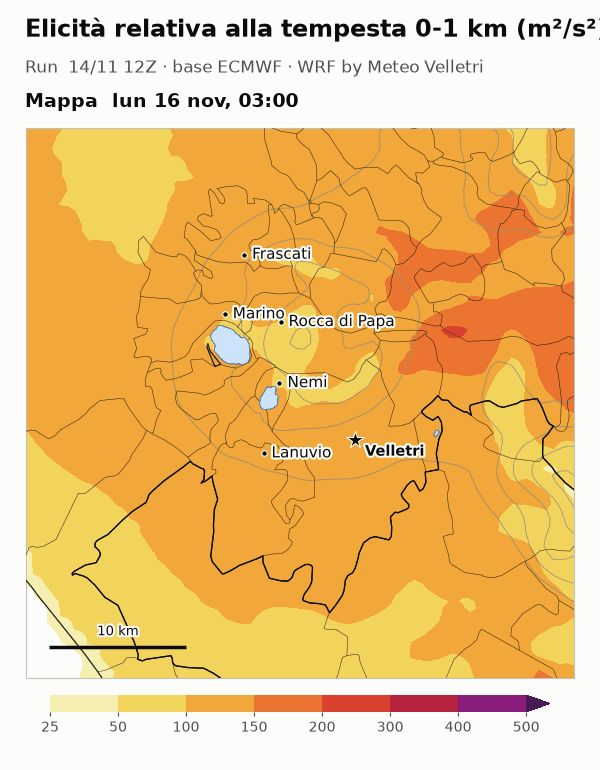 Elicità relativa alla tempesta 0-1 km (m²/s²)
Run 14/11 12Z · base ECMWF · WRF by Meteo Velletri
Mappa lun 16 nov, 03:00
Frascati
Marino
Rocca di Papa
Nemi
Velletri
Lanuvio
10 km
25 50 100 150 200 300 400 500